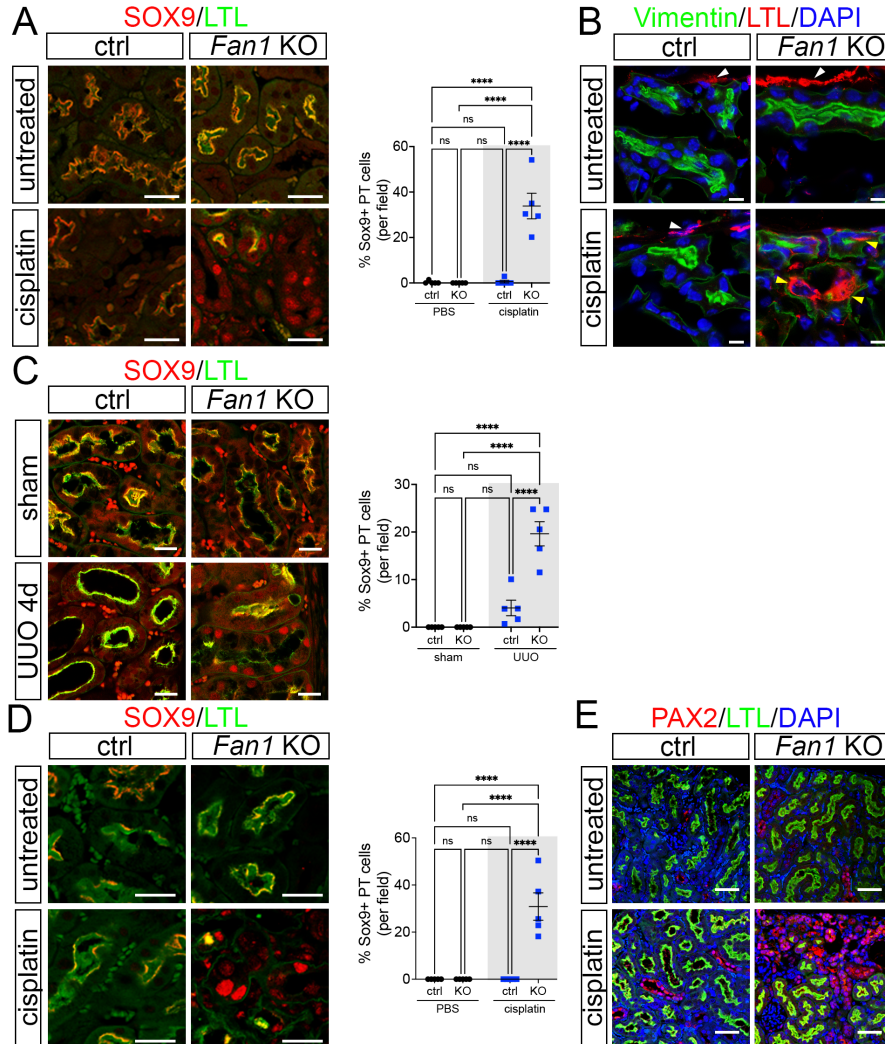 A
SOX9/LTL
ctrl
Fan1 KO
untreated
cisplatin
% Sox9+ PT cells
(per field)
60
40
20
0
****
****
ns
ns
ns
****
ctrl
KO
ctrl
KO
PBS
cisplatin
B
Vimentin/LTL/DAPI
ctrl
Fan1 KO
untreated
cisplatin
C
SOX9/LTL
ctrl
Fan1 KO
sham
UUO 4d
% Sox9+ PT cells
(per field)
30
20
10
0
****
****
ns
ns
ns
****
ctrl
KO
ctrl
KO
sham
UUO
D
SOX9/LTL
ctrl
Fan1 KO
untreated
cisplatin
% Sox9+ PT cells
(per field)
60
40
20
0
****
****
ns
ns
ns
****
ctrl
KO
ctrl
KO
PBS
cisplatin
E
PAX2/LTL/DAPI
ctrl
Fan1 KO
untreated
cisplatin